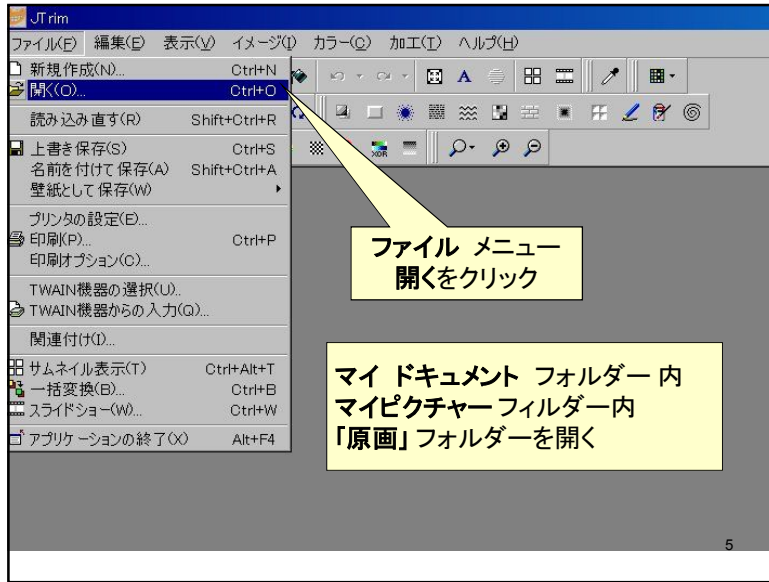 JTrim
ファイル(F) 編集(E) 表示(V) イメージ(I) カラー(C) 加工(T) ヘルプ(H)
新規作成(N)... Ctrl+N
開く(O)... Ctrl+O
読み込み直す(R) Shift+Ctrl+R
上書き保存(S) Ctrl+S
名前を付けて保存(A) Shift+Ctrl+A
壁紙として保存(W)
プリンタの設定(E)...
印刷(P)... Ctrl+P
印刷オプション(C)...
TWAIN機器の選択(U)..
TWAIN機器からの入力(Q)...
関連付け(I)...
サムネイル表示(T) Ctrl+Alt+T
一括変換(B)... Ctrl+B
スライドショー(W)... Ctrl+W
アプリケーションの終了(X) Alt+F4
A
XOR
ファイル メニュー
開くをクリック
マイ ドキュメント フォルダー 内
マイピクチャー フィルダー内
「原画」フォルダーを開く
5